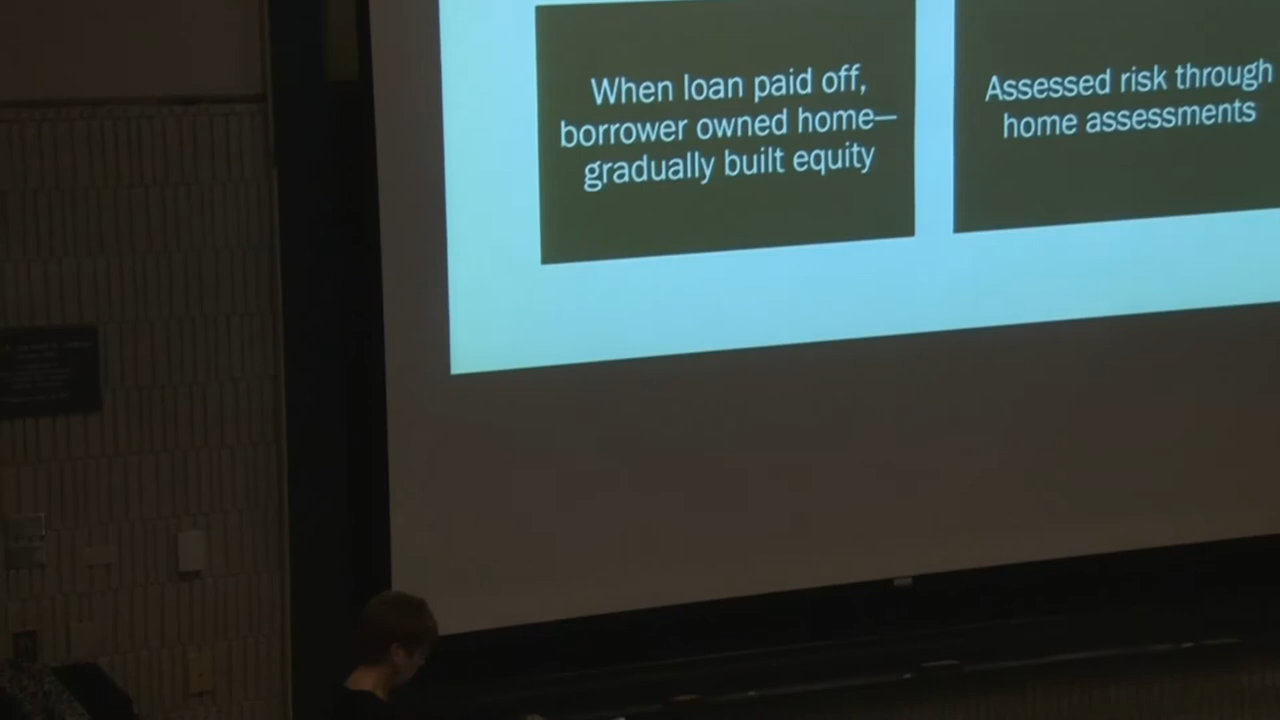 When loan paid off,
borrower owned home—
gradually built equity
Assessed risk through
home assessments